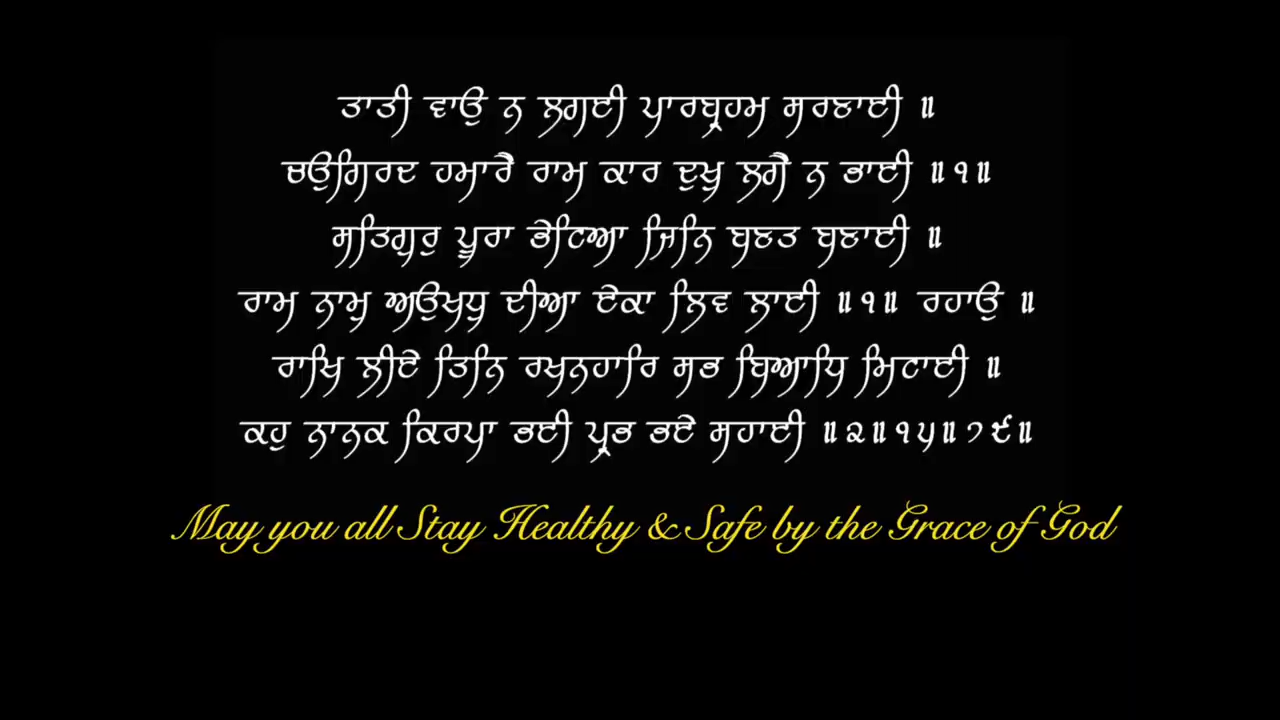 ਤਾਤੀ ਵਾਉ ਨ ਲਗਈ ਪਾਰਬ੍ਰਹਮ ਸਰਣਾਈ ॥
ਚਉਗਿਰਦ ਹਮਾਰੈ ਰਾਮ ਕਾਰ ਦੁਖੁ ਲਗੈ ਨ ਭਾਈ ॥੧॥
ਸਤਿਗੁਰੁ ਪੂਰਾ ਭੇਟਿਆ ਜਿਨਿ ਬਣਤ ਬਣਾਈ ॥
ਰਾਮ ਨਾਮੁ ਅਉਖਧੁ ਦੀਆ ਏਕਾ ਲਿਵ ਲਾਈ ॥੧॥ ਰਹਾਉ ॥
ਰਾਖਿ ਲੀਏ ਤਿਨਿ ਰਖਨਹਾਰਿ ਸਭ ਬਿਆਧਿ ਮਿਟਾਈ ॥
ਕਹੁ ਨਾਨਕ ਕਿਰਪਾ ਭਈ ਪ੍ਰਭ ਭਏ ਸਹਾਈ ॥੨॥੧੫॥੭੯॥
May you all Stay Healthy & Safe by the Grace of God